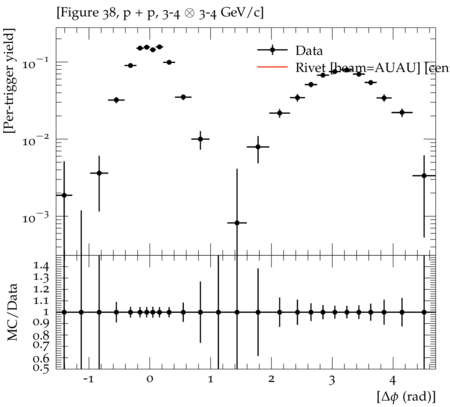 [Figure 38, p + p, 3-4 ⊗ 3-4 GeV/c]
[Per-trigger yield]
10⁻¹
10⁻²
10⁻³
Data
Rivet [beam=AUAU] [cen
MC/Data
1.4
1.3
1.2
1.1
1
0.9
0.8
0.7
0.6
0.5
-1 0 1 2 3 4
[Δϕ (rad)]